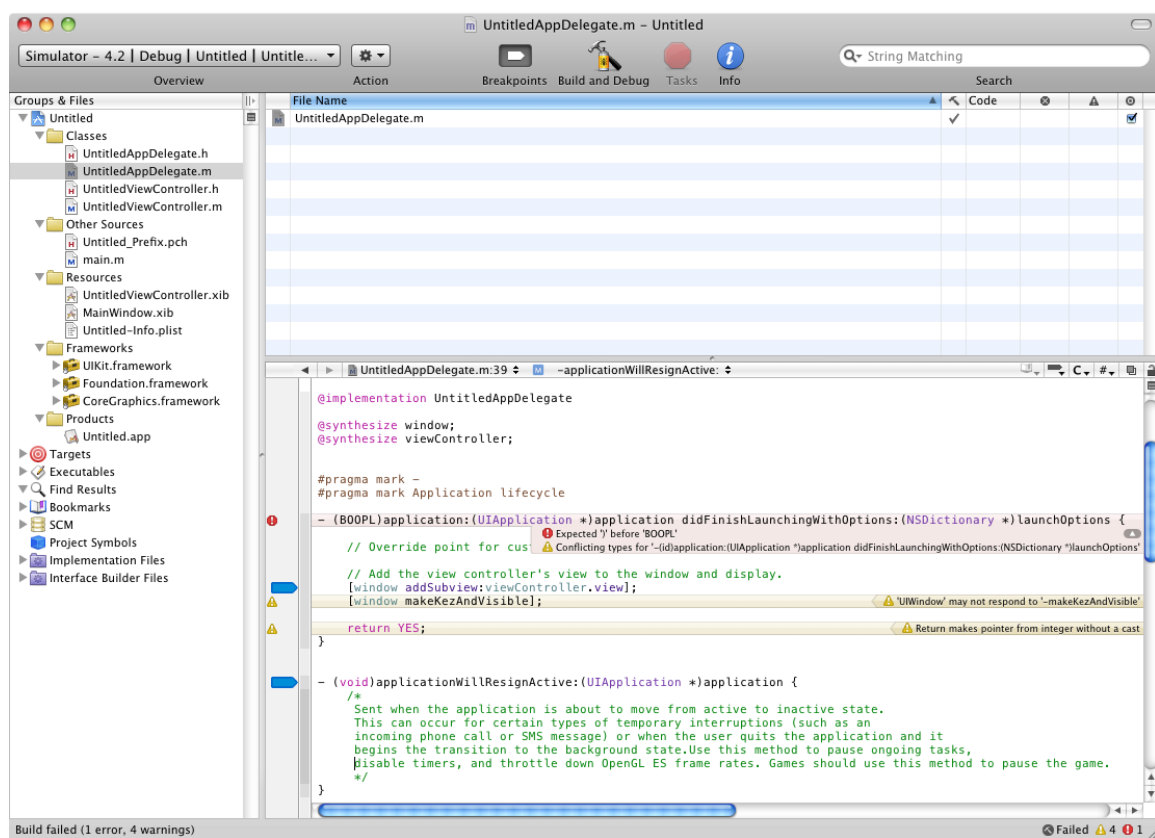 UntitledAppDelegate.m – Untitled
Simulator – 4.2 | Debug | Untitled | Untitle...
Overview
Action
Breakpoints
Build and Debug
Tasks
Info
String Matching
Search
Groups & Files
File Name
Code
Untitled
Classes
UntitledAppDelegate.h
UntitledAppDelegate.m
UntitledViewController.h
UntitledViewController.m
Other Sources
Untitled_Prefix.pch
main.m
Resources
UntitledViewController.xib
MainWindow.xib
Untitled-Info.plist
Frameworks
UIKit.framework
Foundation.framework
CoreGraphics.framework
Products
Untitled.app
Targets
Executables
Find Results
Bookmarks
SCM
Project Symbols
Implementation Files
Interface Builder Files
UntitledAppDelegate.m
UntitledAppDelegate.m:39
-applicationWillResignActive:
C
#
@implementation UntitledAppDelegate
@synthesize window;
@synthesize viewController;
#pragma mark -
#pragma mark Application lifecycle
- (BOOPL)application:(UIApplication *)application didFinishLaunchingWithOptions:(NSDictionary *)launchOptions {
Expected ')' before 'BOOPL'
// Override point for cus
Conflicting types for '-(id)application:(UIApplication *)application didFinishLaunchingWithOptions:(NSDictionary *)launchOptions'
// Add the view controller's view to the window and display.
[window addSubview:viewController.view];
[window makeKezAndVisible];
'UIWindow' may not respond to '-makeKezAndVisible'
return YES;
Return makes pointer from integer without a cast
}
- (void)applicationWillResignActive:(UIApplication *)application {
/*
Sent when the application is about to move from active to inactive state.
This can occur for certain types of temporary interruptions (such as an
incoming phone call or SMS message) or when the user quits the application and it
begins the transition to the background state.Use this method to pause ongoing tasks,
disable timers, and throttle down OpenGL ES frame rates. Games should use this method to pause the game.
*/
}
Build failed (1 error, 4 warnings)
Failed
4
1